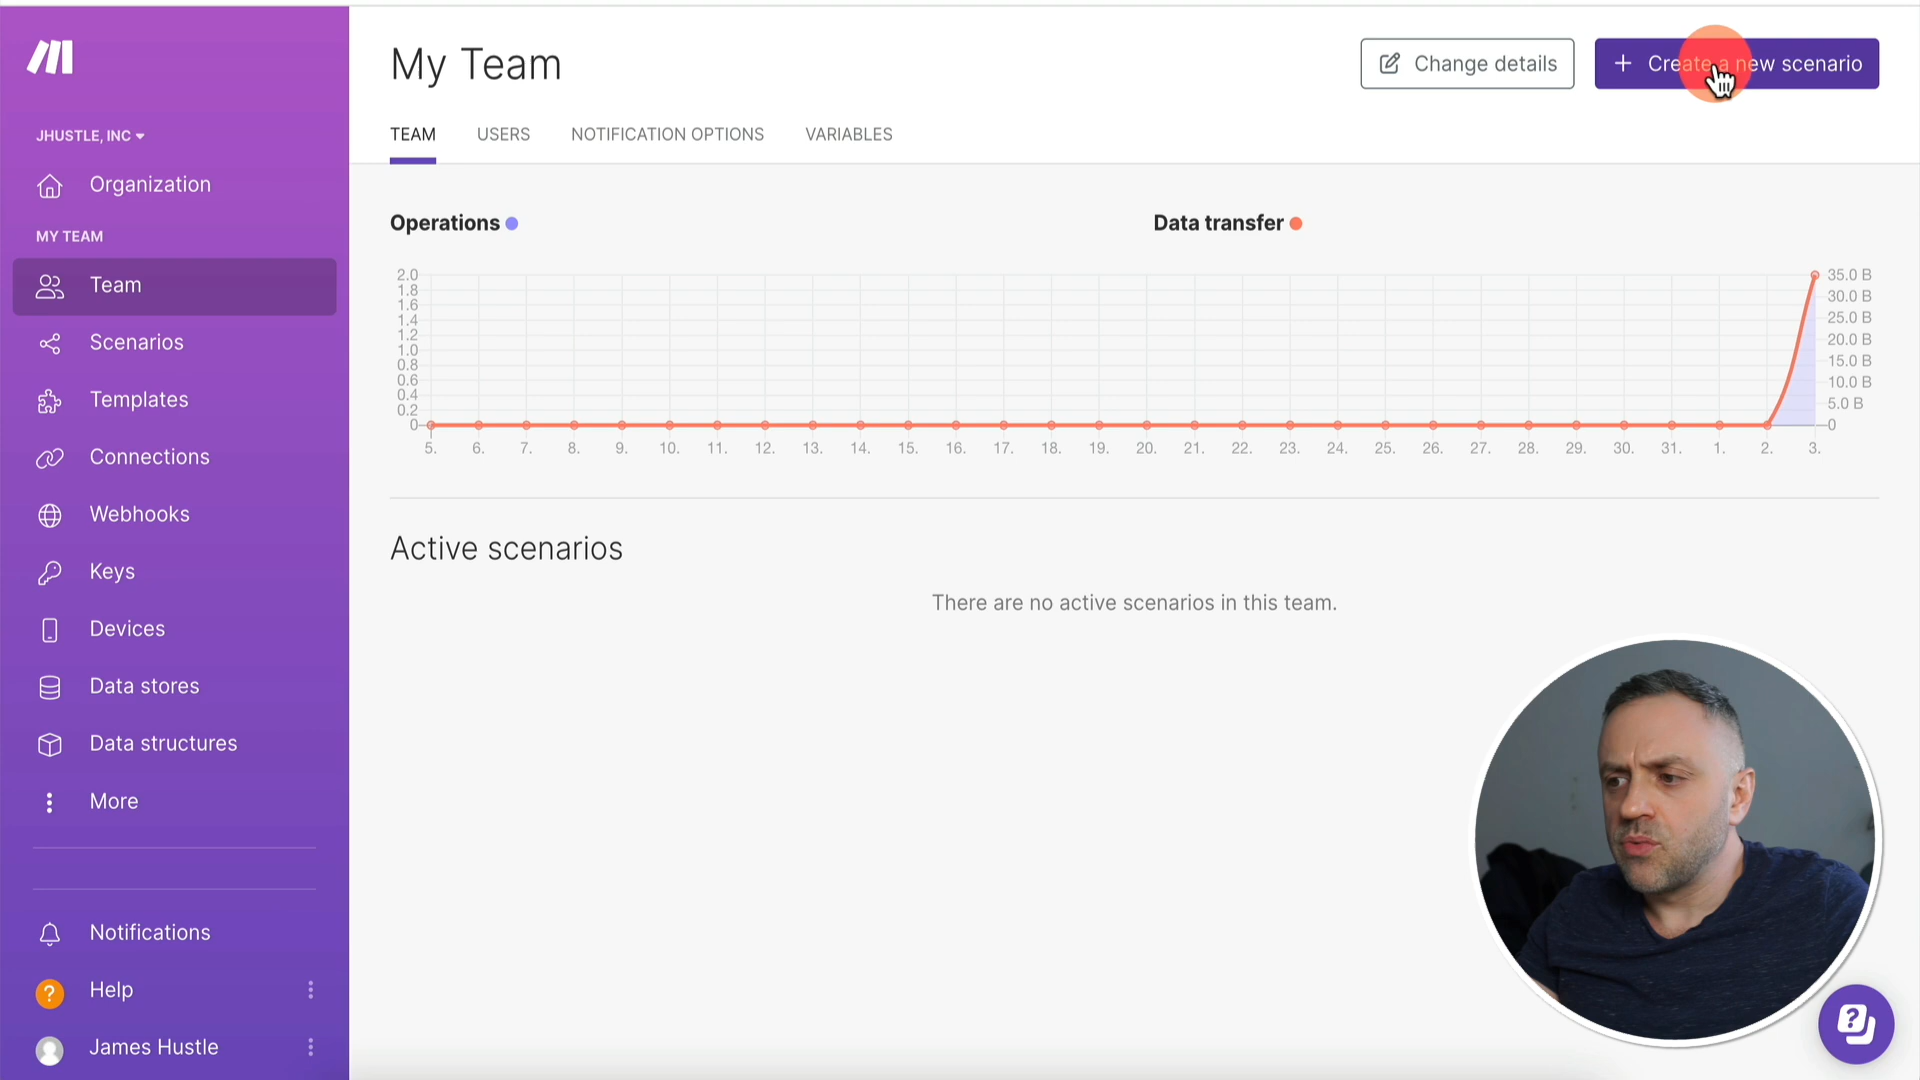 My Team
Change details
+ Create a new scenario
JHUSTLE, INC
TEAM USERS NOTIFICATION OPTIONS VARIABLES
Organization
MY TEAM
Team
Scenarios
Templates
Connections
Webhooks
Keys
Devices
Data stores
Data structures
More
Notifications
? Help
James Hustle
Operations
Data transfer
2.0
1.8
1.6
1.4
1.2
1.0
0.8
0.6
0.4
0.2
0
35.0 B
30.0 B
25.0 B
20.0 B
15.0 B
10.0 B
5.0 B
0
5. 6. 7. 8. 9. 10. 11. 12. 13. 14. 15. 16. 17. 18. 19. 20. 21. 22. 23. 24. 25. 26. 27. 28. 29. 30. 31. 1. 2. 3.
Active scenarios
There are no active scenarios in this team.
?